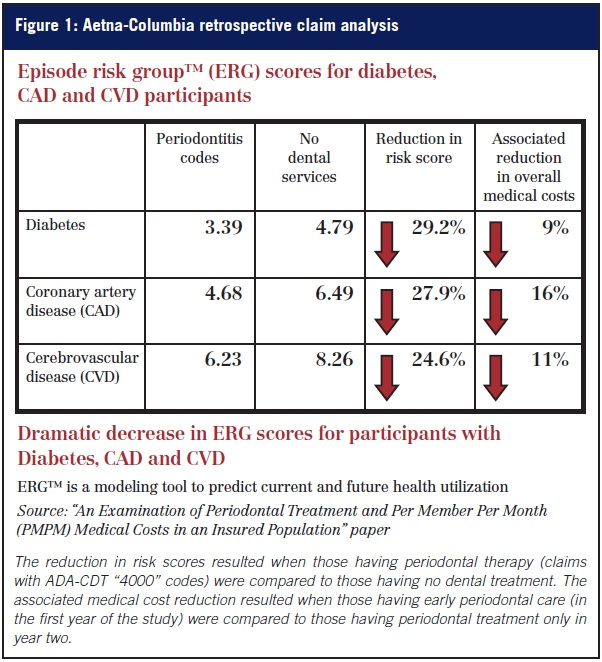 Figure 1: Aetna-Columbia retrospective claim analysis
Episode risk group™ (ERG) scores for diabetes,
CAD and CVD participants
Periodontitis codes
No dental services
Reduction in risk score
Associated reduction in overall medical costs
Diabetes 3.39 4.79 29.2% 9%
Coronary artery disease (CAD) 4.68 6.49 27.9% 16%
Cerebrovascular disease (CVD) 6.23 8.26 24.6% 11%
Dramatic decrease in ERG scores for participants with
Diabetes, CAD and CVD
ERG™ is a modeling tool to predict current and future health utilization
Source: “An Examination of Periodontal Treatment and Per Member Per Month
(PMPM) Medical Costs in an Insured Population” paper
The reduction in risk scores resulted when those having periodontal therapy (claims
with ADA-CDT “4000” codes) were compared to those having no dental treatment. The
associated medical cost reduction resulted when those having early periodontal care (in
the first year of the study) were compared to those having periodontal treatment only in
year two.